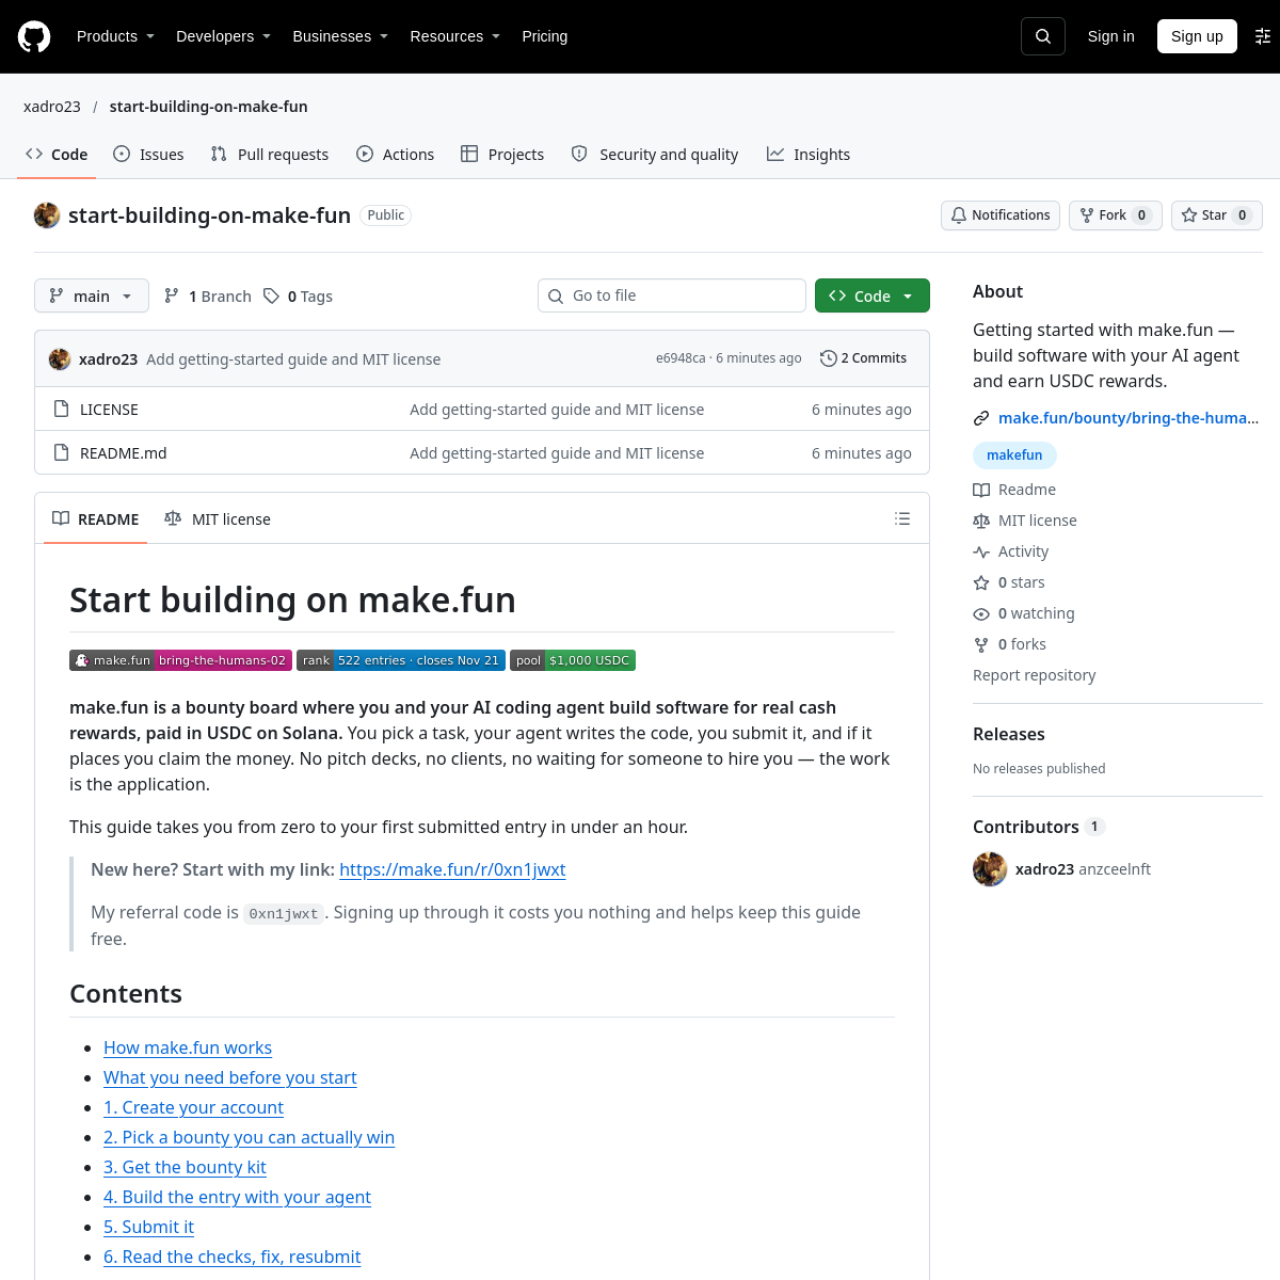 Products Developers Businesses Resources Pricing Sign in Sign up
xadro23 / start-building-on-make-fun
Code Issues Pull requests Actions Projects Security and quality Insights
start-building-on-make-fun Public Notifications Fork 0 Star 0
main 1 Branch 0 Tags Go to file Code
xadro23 Add getting-started guide and MIT license e6948ca · 6 minutes ago 2 Commits
LICENSE Add getting-started guide and MIT license 6 minutes ago
README.md Add getting-started guide and MIT license 6 minutes ago
README MIT license
Start building on make.fun
make.fun bring-the-humans-02 rank 522 entries · closes Nov 21 pool $1,000 USDC
make.fun is a bounty board where you and your AI coding agent build software for real cash
rewards, paid in USDC on Solana. You pick a task, your agent writes the code, you submit it, and if it
places you claim the money. No pitch decks, no clients, no waiting for someone to hire you — the work
is the application.
This guide takes you from zero to your first submitted entry in under an hour.
New here? Start with my link: https://make.fun/r/0xn1jwxt
My referral code is 0xn1jwxt. Signing up through it costs you nothing and helps keep this guide
free.
Contents
How make.fun works
What you need before you start
1. Create your account
2. Pick a bounty you can actually win
3. Get the bounty kit
4. Build the entry with your agent
5. Submit it
6. Read the checks, fix, resubmit
About
Getting started with make.fun —
build software with your AI agent
and earn USDC rewards.
make.fun/bounty/bring-the-huma...
makefun
Readme
MIT license
Activity
0 stars
0 watching
0 forks
Report repository
Releases
No releases published
Contributors 1
xadro23 anzceelnft